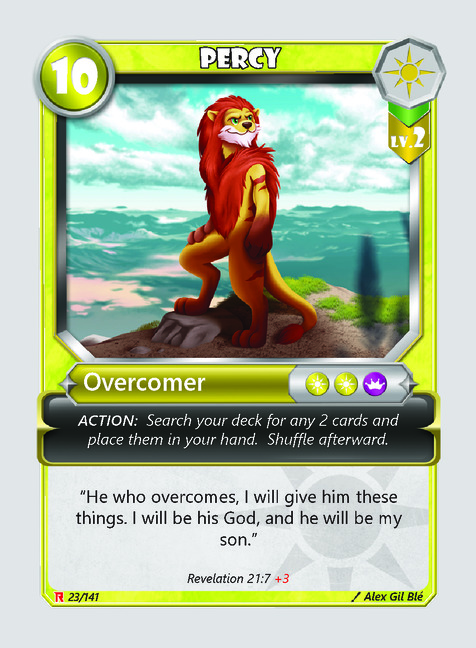 PERCY
10
LV.2
Overcomer
ACTION: Search your deck for any 2 cards and
place them in your hand. Shuffle afterward.
“He who overcomes, I will give him these
things. I will be his God, and he will be my
son.”
Revelation 21:7 +3
R 23/141
Alex Gil Blé